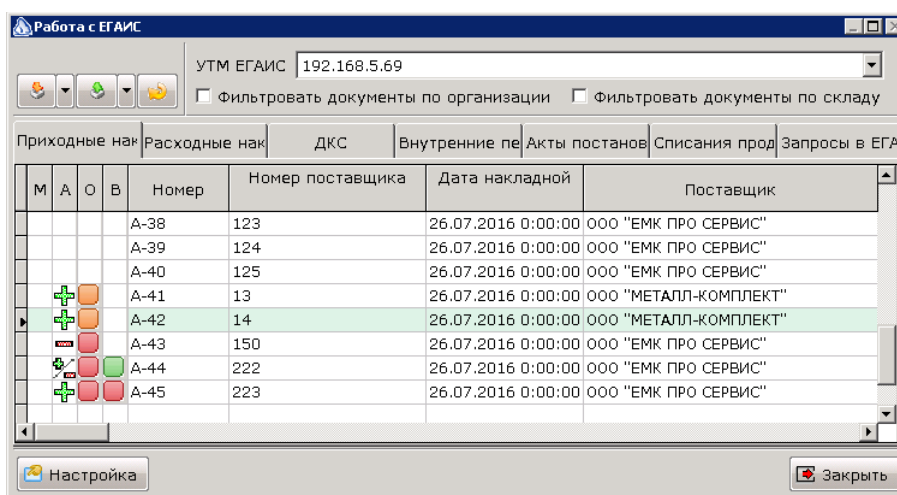 Работа с ЕГАИС
УТМ ЕГАИС 192.168.5.69
Фильтровать документы по организации Фильтровать документы по складу
Приходные нак Расходные нак ДКС Внутренние пе Акты постанов Списания прод Запросы в ЕГА
М А О В Номер Номер поставщика Дата накладной Поставщик
А-38 123 26.07.2016 0:00:00 ООО "ЕМК ПРО СЕРВИС"
А-39 124 26.07.2016 0:00:00 ООО "ЕМК ПРО СЕРВИС"
А-40 125 26.07.2016 0:00:00 ООО "ЕМК ПРО СЕРВИС"
А-41 13 26.07.2016 0:00:00 ООО "МЕТАЛЛ-КОМПЛЕКТ"
А-42 14 26.07.2016 0:00:00 ООО "МЕТАЛЛ-КОМПЛЕКТ"
А-43 150 26.07.2016 0:00:00 ООО "ЕМК ПРО СЕРВИС"
А-44 222 26.07.2016 0:00:00 ООО "ЕМК ПРО СЕРВИС"
А-45 223 26.07.2016 0:00:00 ООО "ЕМК ПРО СЕРВИС"
Настройка Закрыть